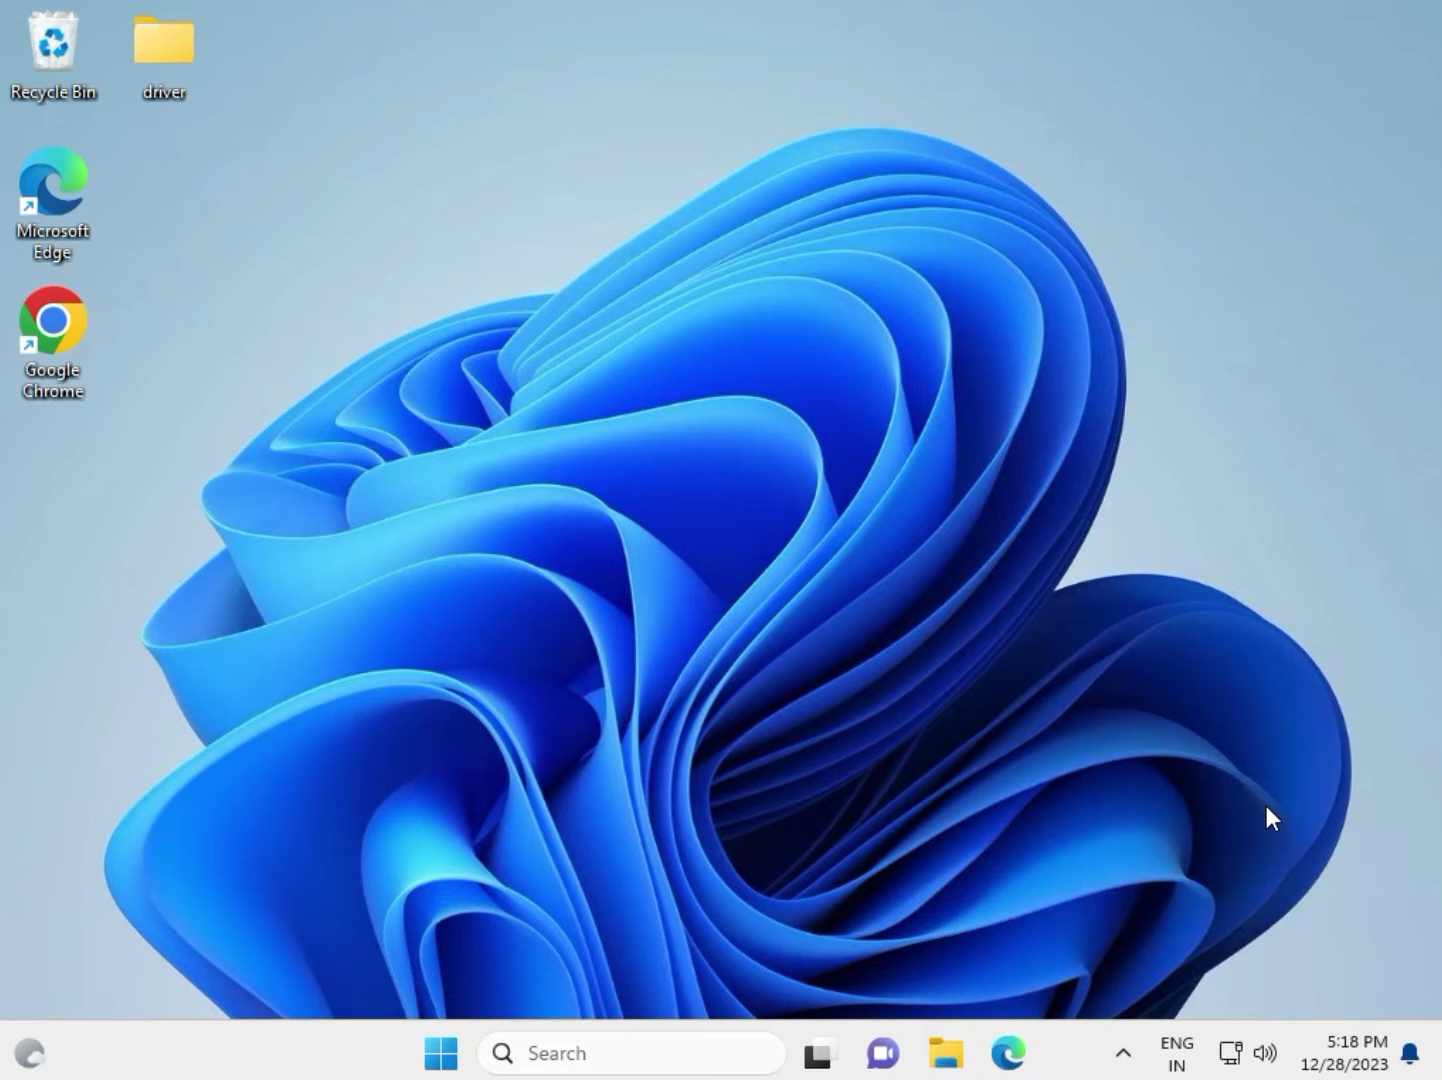 Recycle Bin
driver
Microsoft
Edge
Google
Chrome
Search
ENG
IN
5:18 PM
12/28/2023